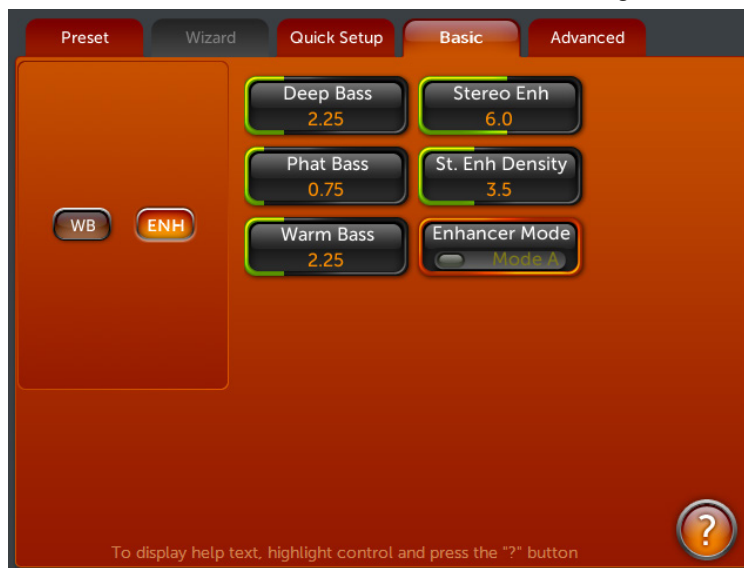 Preset
Wizard
Quick Setup
Basic
Advanced
WB
ENH
Deep Bass
2.25
Stereo Enh
6.0
Phat Bass
0.75
St. Enh Density
3.5
Warm Bass
2.25
Enhancer Mode
Mode A
?
To display help text, highlight control and press the "?" button